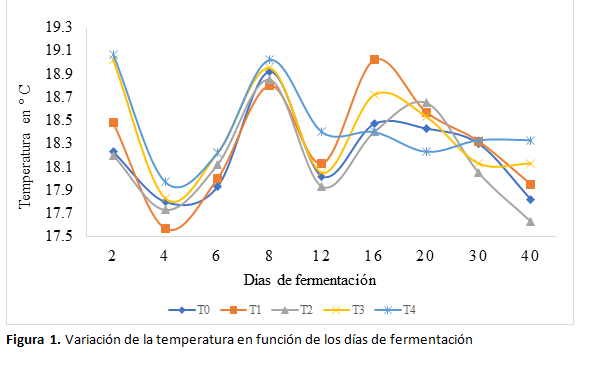 19.3
19.1
18.9
18.7
18.5
18.3
18.1
17.9
17.7
17.5
Temperatura en ° C
2 4 6 8 12 16 20 30 40
Días de fermentación
T0 T1 T2 T3 T4
Figura 1. Variación de la temperatura en función de los días de fermentación